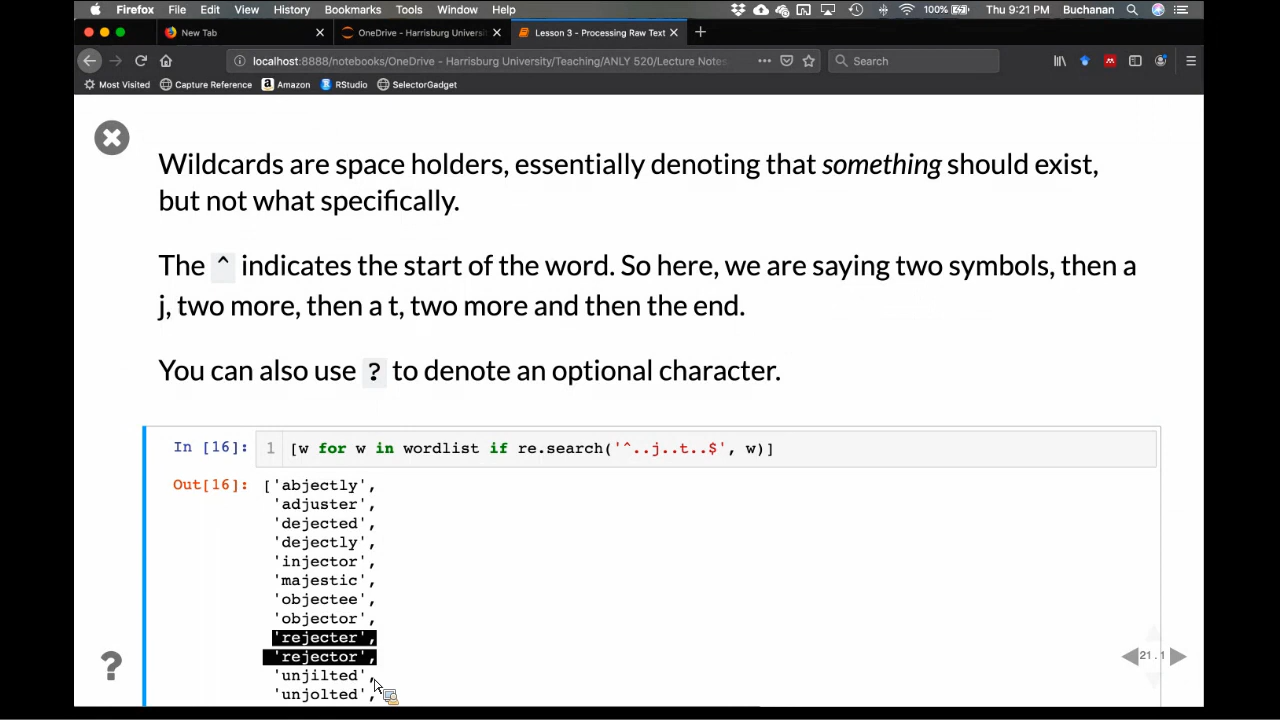 Firefox File Edit View History Bookmarks Tools Window Help 100% Thu 9:21 PM Buchanan
New Tab × OneDrive - Harrisburg Universi × Lesson 3 - Processing Raw Text × +
localhost:8888/notebooks/OneDrive - Harrisburg University/Teaching/ANLY 520/Lecture Notes Search
Most Visited Capture Reference Amazon RStudio SelectorGadget
Wildcards are space holders, essentially denoting that something should exist,
but not what specifically.
The ^ indicates the start of the word. So here, we are saying two symbols, then a
j, two more, then a t, two more and then the end.
You can also use ? to denote an optional character.
In [16]: 1 [w for w in wordlist if re.search('^..j..t..$', w)]
Out[16]: ['abjectly',
'adjuster',
'dejected',
'dejectly',
'injector',
'majestic',
'objectee',
'objector',
'rejecter',
'rejector',
'unjilted',
'unjolted',
21.1
?